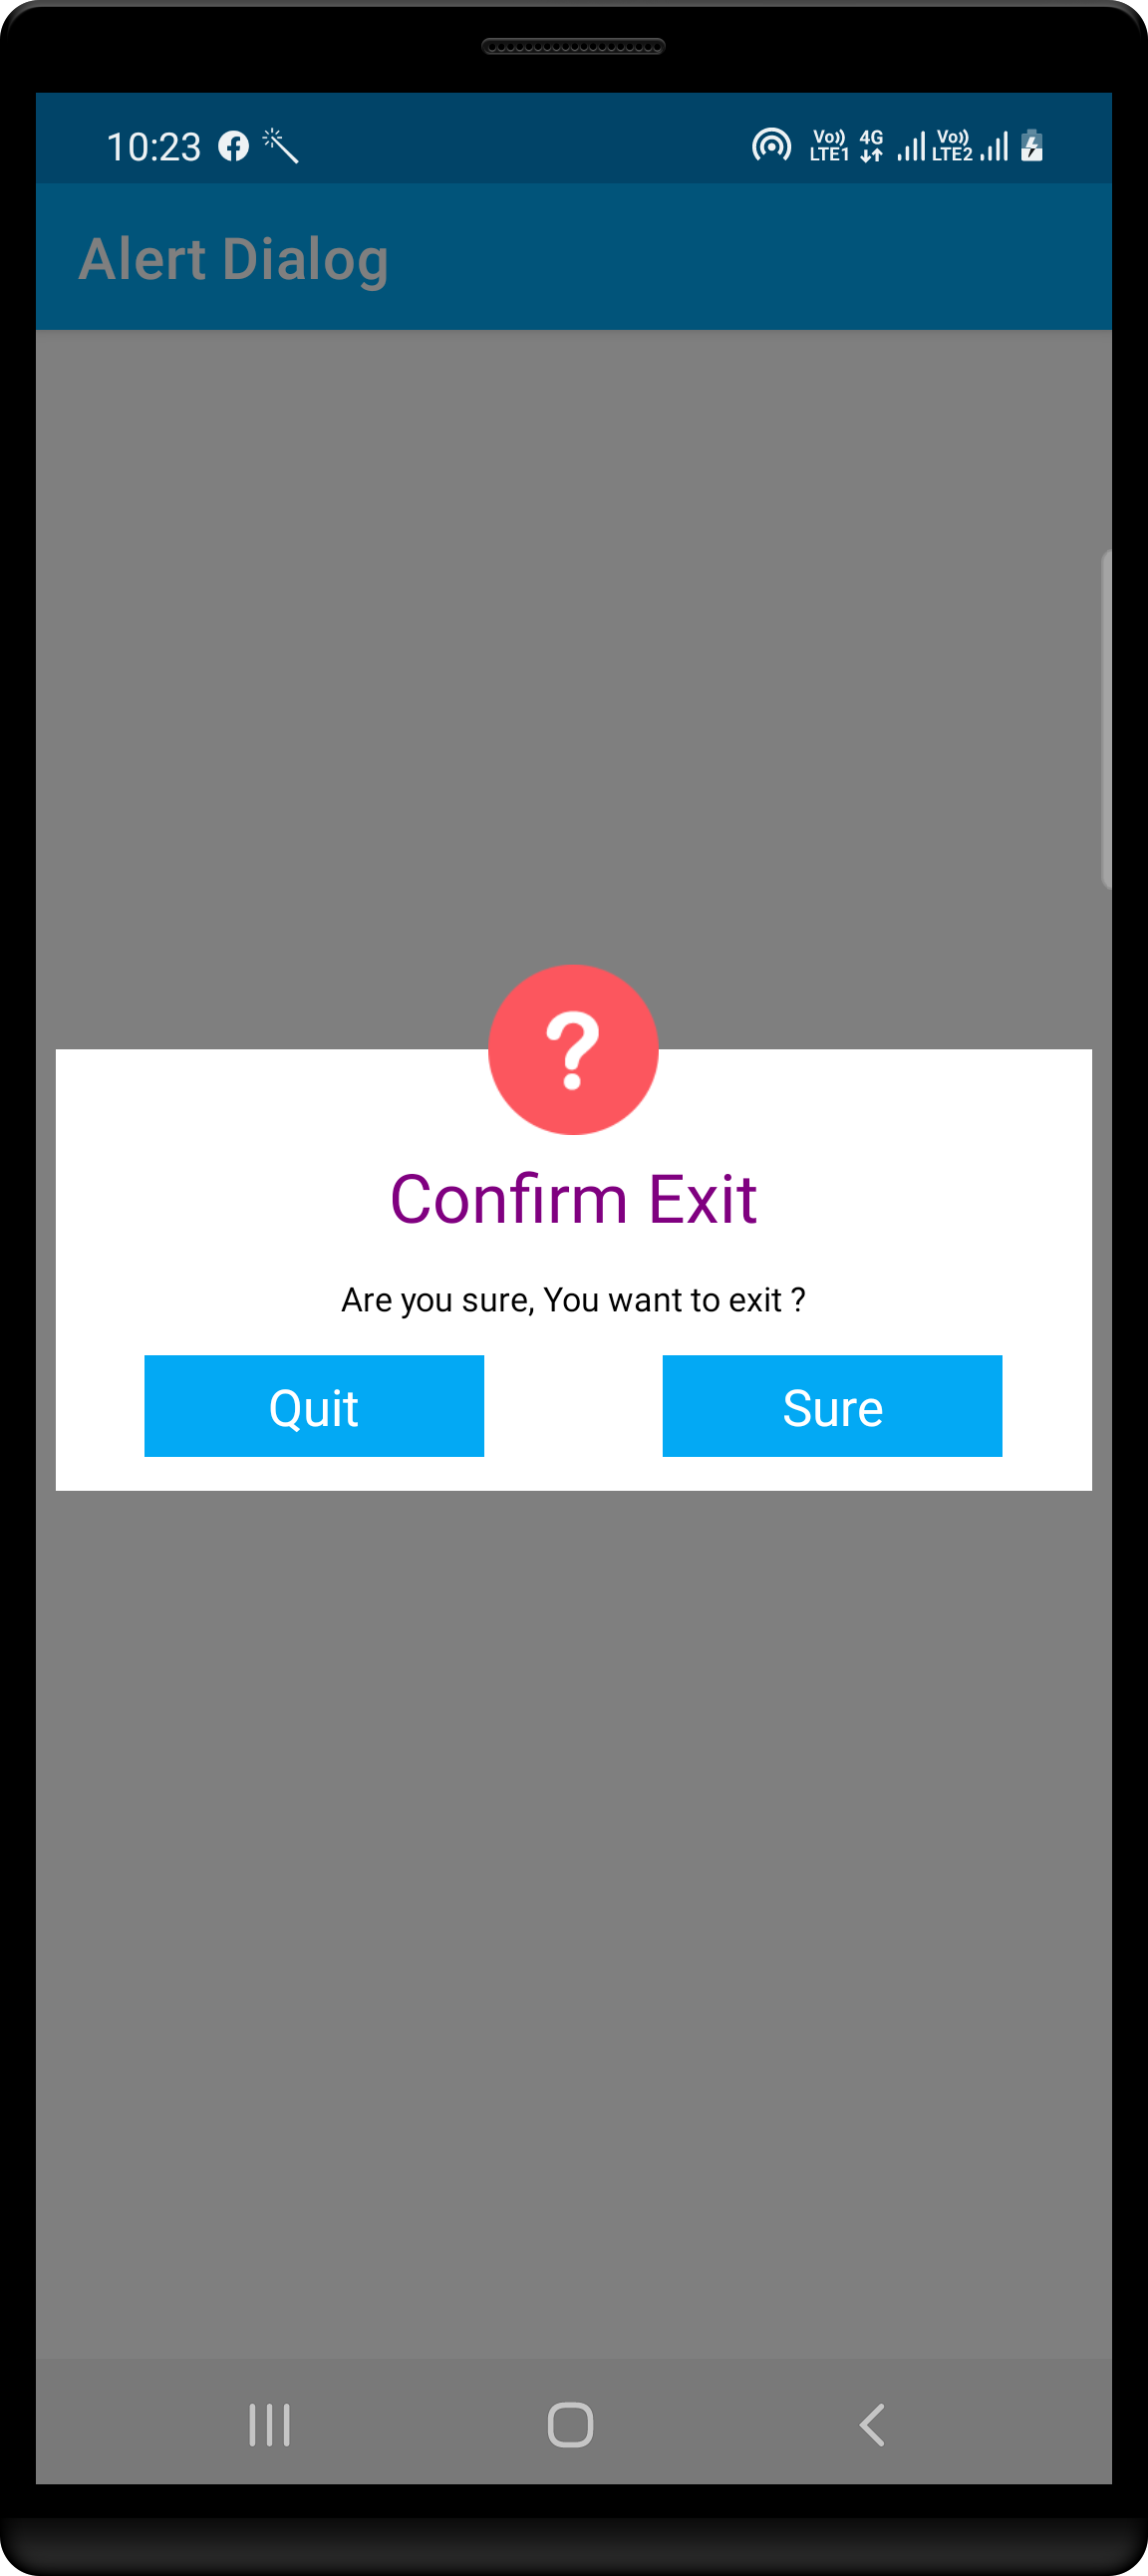 10:23 Vo)) LTE1 4G Vo)) LTE2
Alert Dialog
?
Confirm Exit
Are you sure, You want to exit ?
Quit Sure